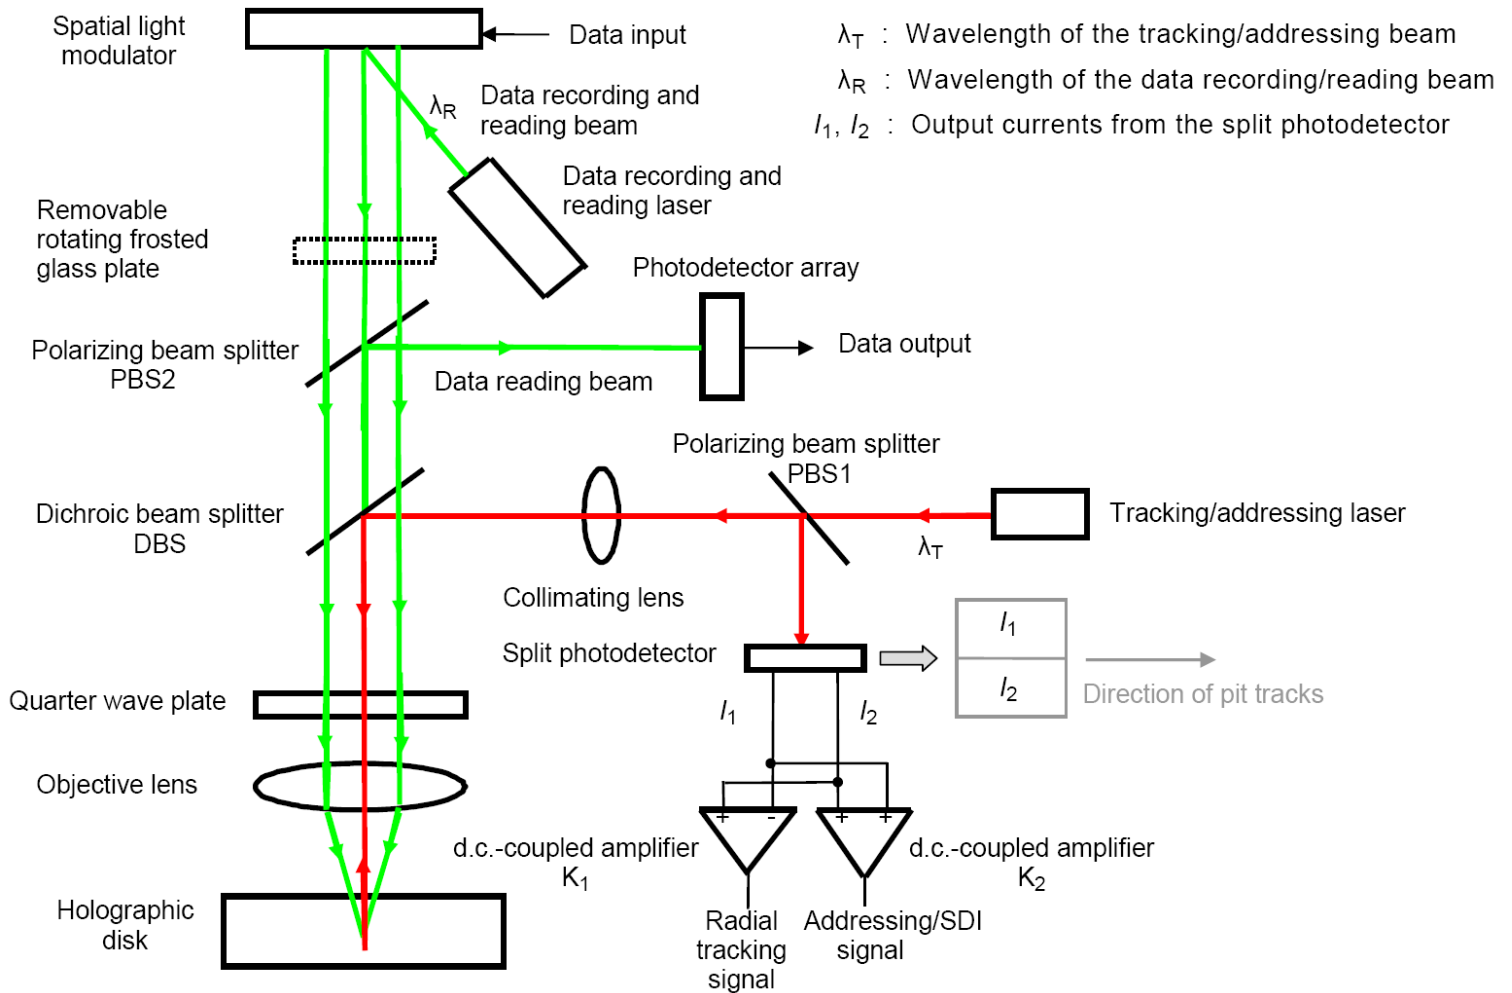 Spatial light
modulator
Data input
λT : Wavelength of the tracking/addressing beam
λR : Wavelength of the data recording/reading beam
I1, I2 : Output currents from the split photodetector
λR
Data recording and
reading beam
Data recording and
reading laser
Removable
rotating frosted
glass plate
Photodetector array
Polarizing beam splitter
PBS2
Data output
Data reading beam
Polarizing beam splitter
PBS1
Dichroic beam splitter
DBS
Tracking/addressing laser
λT
Collimating lens
Split photodetector
I1
I2
Direction of pit tracks
Quarter wave plate
I1
I2
Objective lens
+
-
+
+
d.c.-coupled amplifier
K1
d.c.-coupled amplifier
K2
Holographic
disk
Radial
tracking
signal
Addressing/SDI
signal